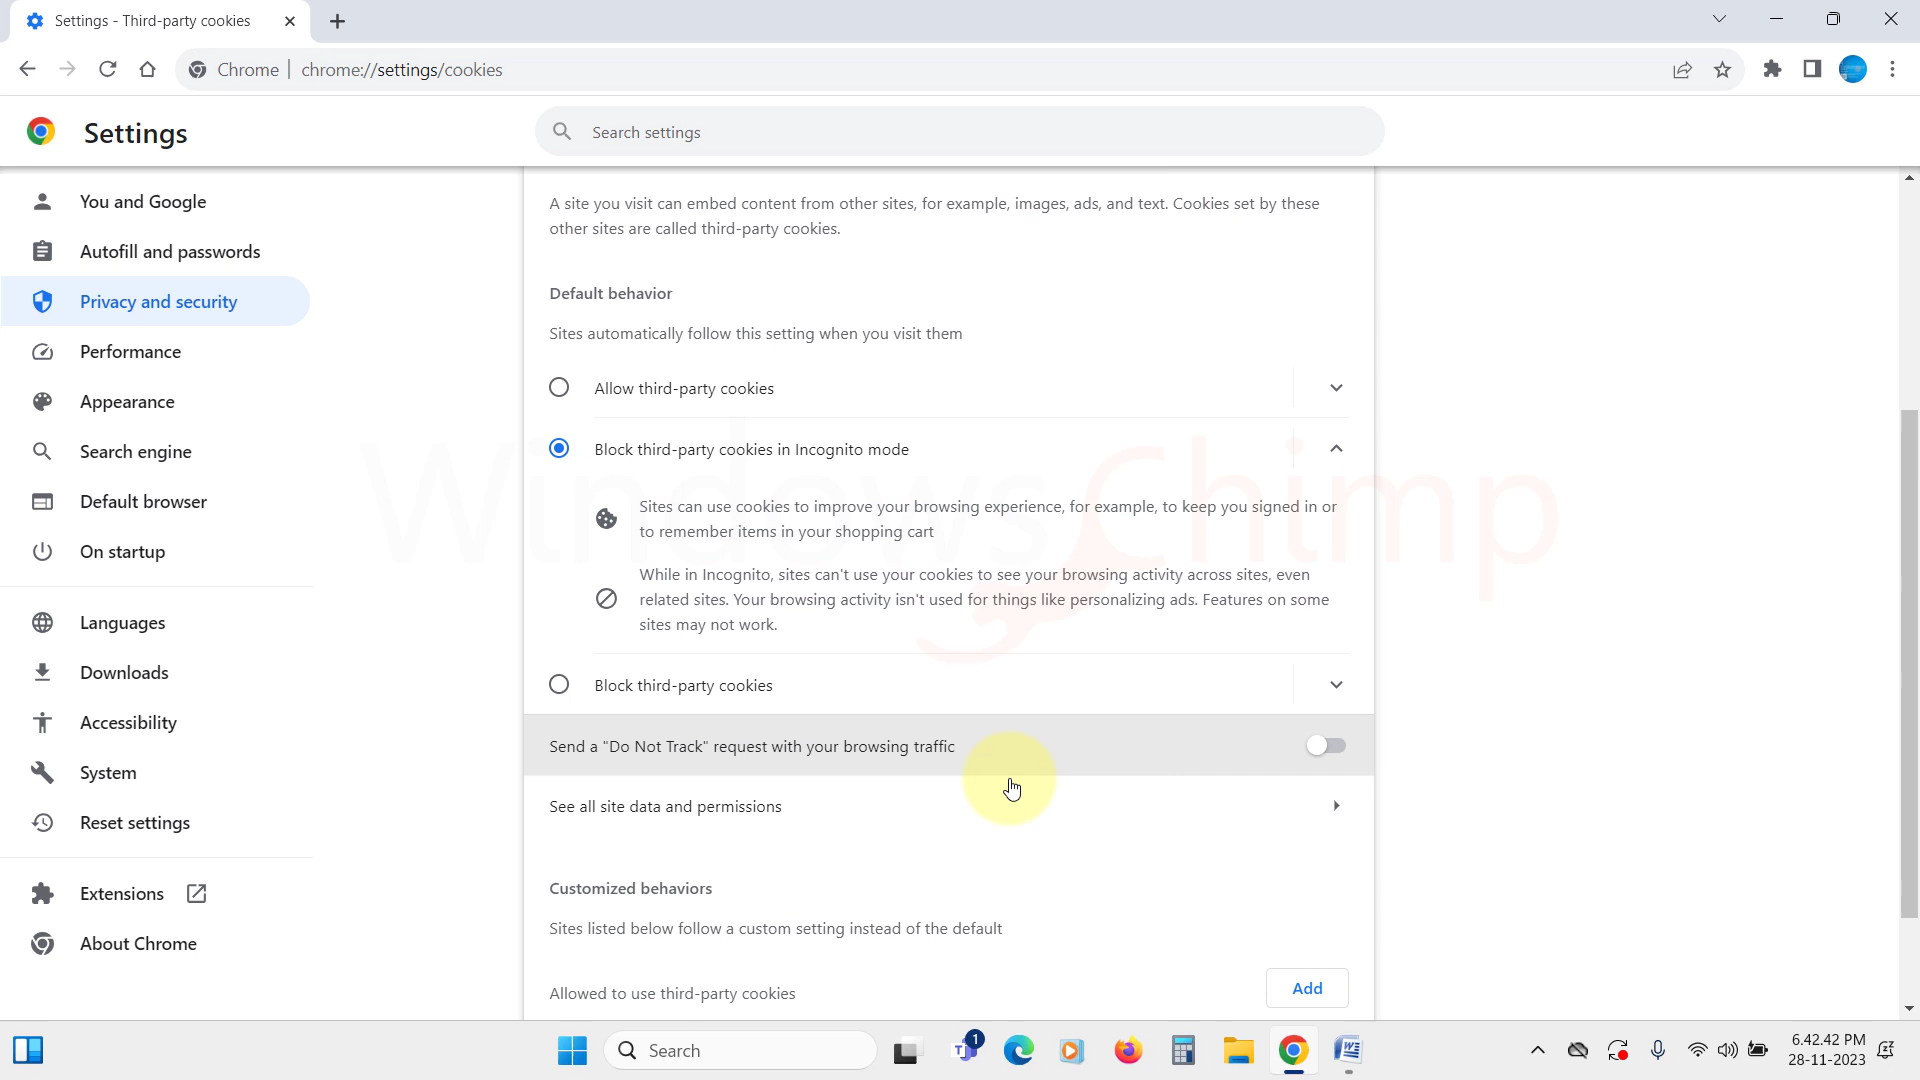 Settings - Third-party cookies
Chrome | chrome://settings/cookies
Settings
Search settings
You and Google
Autofill and passwords
Privacy and security
Performance
Appearance
Search engine
Default browser
On startup
Languages
Downloads
Accessibility
System
Reset settings
Extensions
About Chrome
A site you visit can embed content from other sites, for example, images, ads, and text. Cookies set by these
other sites are called third-party cookies.
Default behavior
Sites automatically follow this setting when you visit them
Allow third-party cookies
Block third-party cookies in Incognito mode
Sites can use cookies to improve your browsing experience, for example, to keep you signed in or
to remember items in your shopping cart
While in Incognito, sites can't use your cookies to see your browsing activity across sites, even
related sites. Your browsing activity isn't used for things like personalizing ads. Features on some
sites may not work.
Block third-party cookies
Send a "Do Not Track" request with your browsing traffic
See all site data and permissions
Customized behaviors
Sites listed below follow a custom setting instead of the default
Allowed to use third-party cookies
Add
WindowsChimp
Search
1
6.42.42 PM
28-11-2023